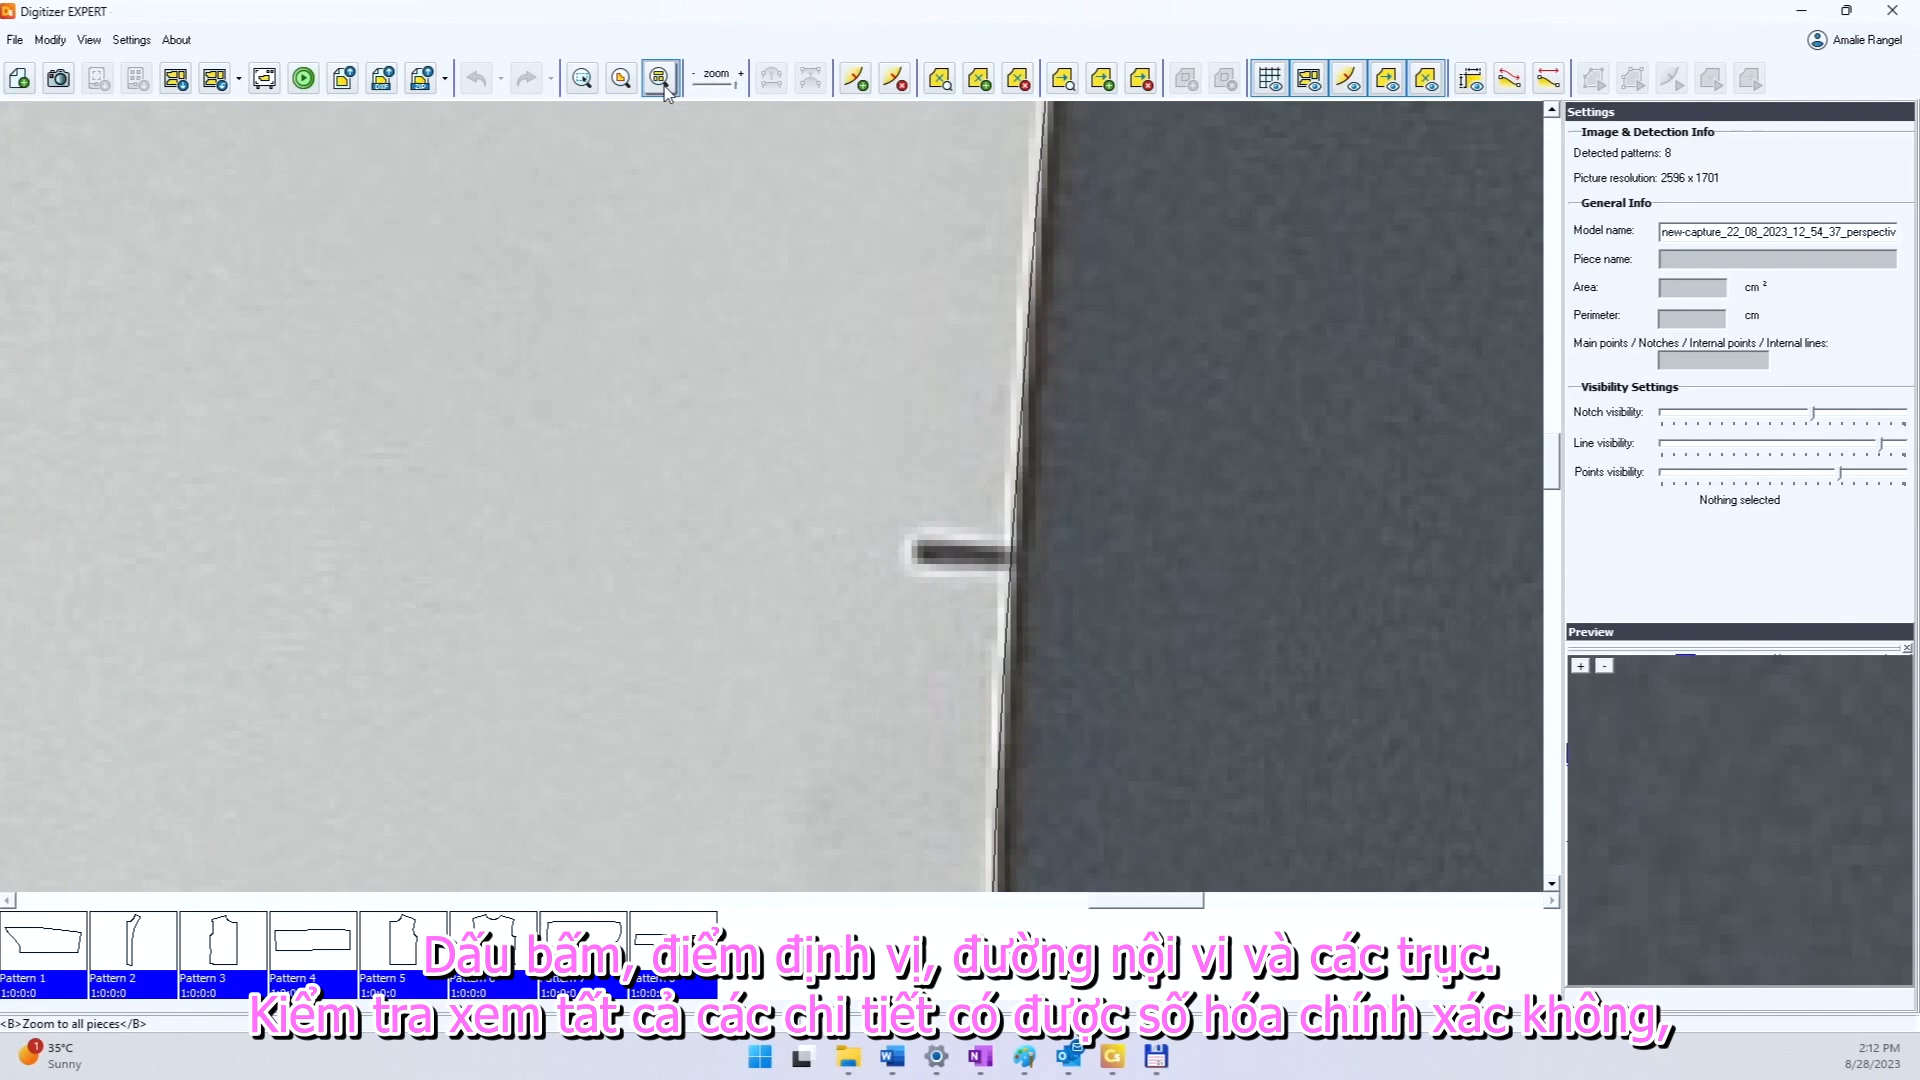 Digitizer EXPERT
File Modify View Settings About
Amalie Rangel
- zoom +
Settings
Image & Detection Info
Detected patterns: 8
Picture resolution: 2596 x 1701
General Info
Model name: new-capture_22_08_2023_12_54_37_perspectiv
Piece name:
Area: cm ²
Perimeter: cm
Main points / Notches / Internal points / Internal lines:
Visibility Settings
Notch visibility:
Line visibility:
Points visibility:
Nothing selected
Preview
+ -
Pattern 1 Pattern 2 Pattern 3 Pattern 4 Pattern 5
1:0:0:0 1:0:0:0 1:0:0:0 1:0:0:0 1:0:0:0
Dấu bấm, điểm định vị, đường nội vi và các trục.
Kiểm tra xem tất cả các chi tiết có được số hóa chính xác không,
<B>Zoom to all pieces</B>
1
35°C
Sunny
2:12 PM
8/28/2023